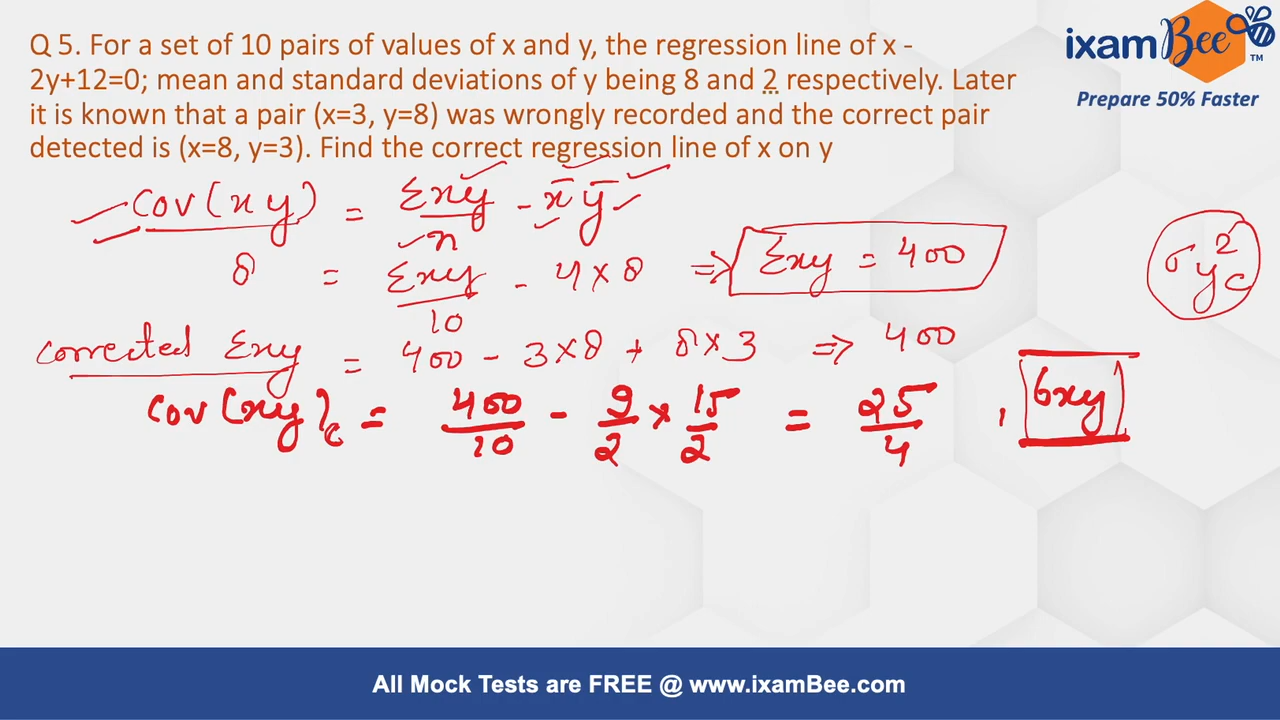 Q 5. For a set of 10 pairs of values of x and y, the regression line of x -
2y+12=0; mean and standard deviations of y being 8 and 2 respectively. Later
it is known that a pair (x=3, y=8) was wrongly recorded and the correct pair
detected is (x=8, y=3). Find the correct regression line of x on y
ixamBee™
Prepare 50% Faster
Cov(xy) = Σxy/n - x̄ ȳ
8 = Σxy/10 - 4×8 ⇒ Σxy = 400
σy²c
corrected Σxy = 400 - 3×8 + 8×3 ⇒ 400
Cov(xy)c = 400/10 - 9/2 × 15/2 = 25/4 , bxy
All Mock Tests are FREE @ www.ixamBee.com